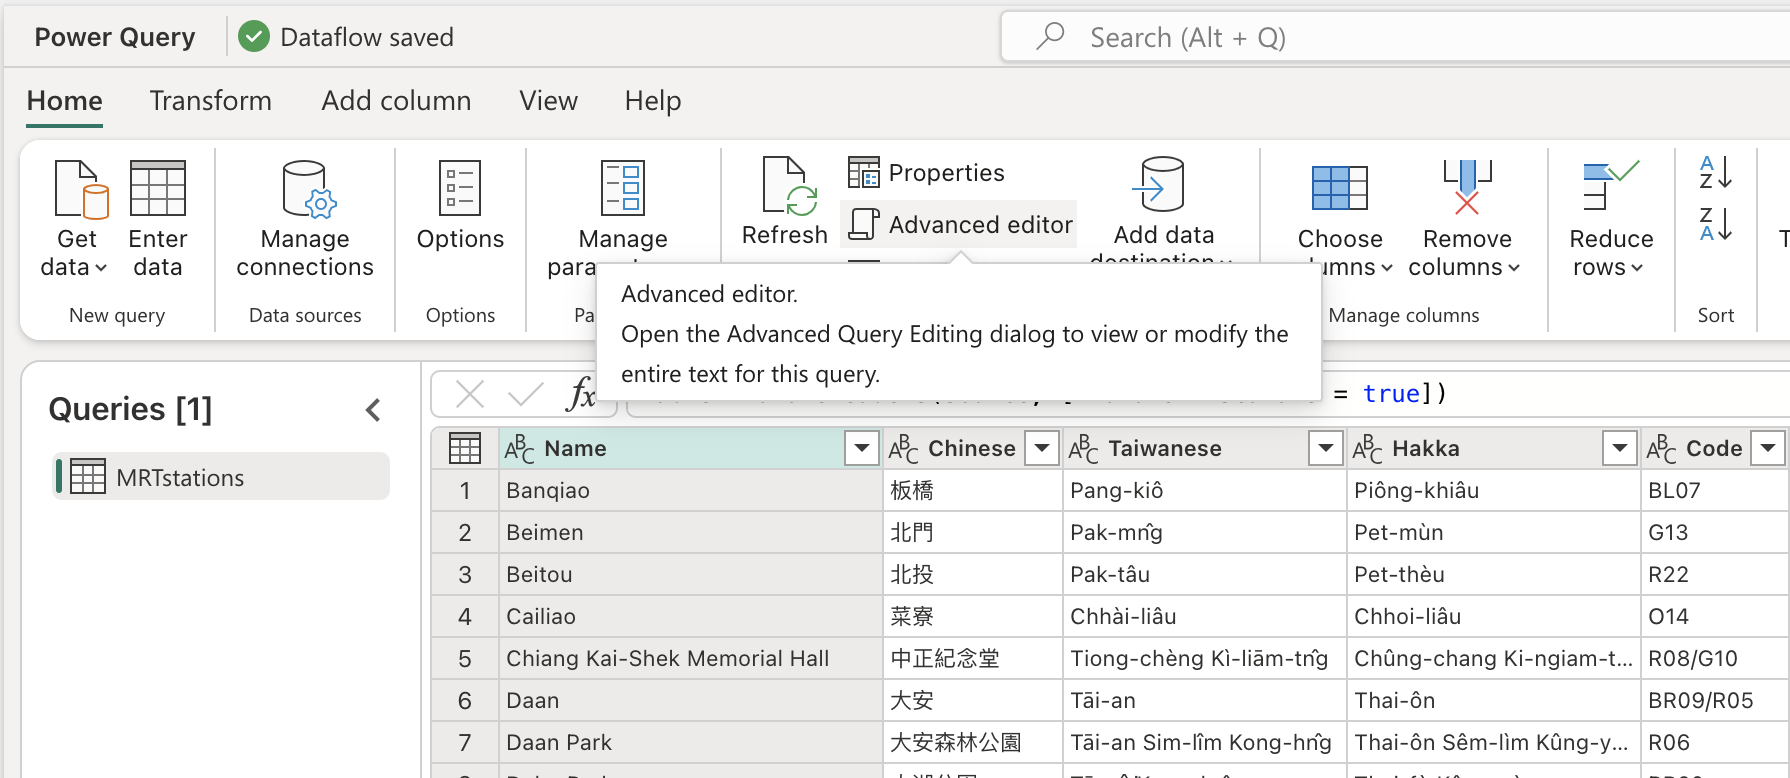 Power Query
Dataflow saved
Search (Alt + Q)
Home Transform Add column View Help
Get data
Enter data
New query
Manage connections
Data sources
Options
Options
Manage
Refresh
Properties
Advanced editor
Add data
Choose
Remove columns
Manage columns
Reduce rows
Sort
Advanced editor.
Open the Advanced Query Editing dialog to view or modify the
entire text for this query.
Queries [1]
MRTstations
fx
= true])
Name Chinese Taiwanese Hakka Code
1 Banqiao 板橋 Pang-kiô Piông-khiâu BL07
2 Beimen 北門 Pak-mn̂g Pet-mùn G13
3 Beitou 北投 Pak-tâu Pet-thèu R22
4 Cailiao 菜寮 Chhài-liâu Chhoi-liâu O14
5 Chiang Kai-Shek Memorial Hall 中正紀念堂 Tiong-chèng Kì-liām-tn̂g Chûng-chang Ki-ngiam-t... R08/G10
6 Daan 大安 Tāi-an Thai-ôn BR09/R05
7 Daan Park 大安森林公園 Tāi-an Sim-lîm Kong-hn̂g Thai-ôn Sêm-lìm Kûng-y... R06